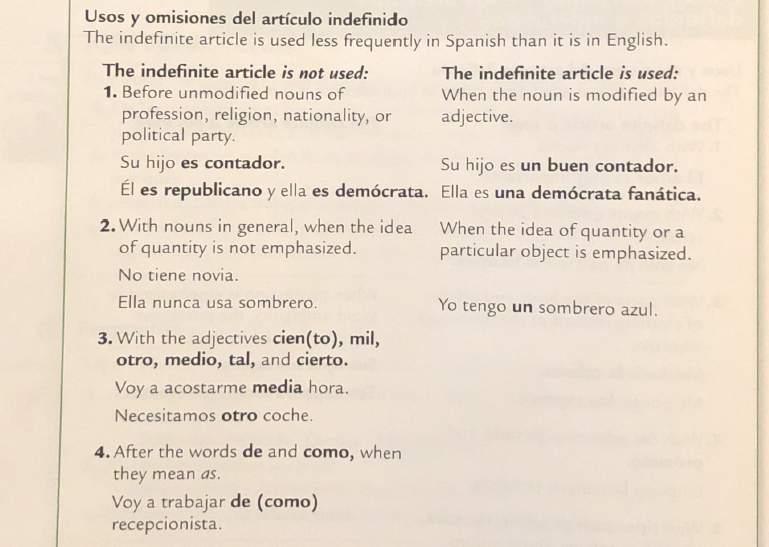 Usos y omisiones del artículo indefinido
The indefinite article is used less frequently in Spanish than it is in English.
The indefinite article is not used:
1. Before unmodified nouns of
profession, religion, nationality, or
political party.
Su hijo es contador.
Él es republicano y ella es demócrata.
2. With nouns in general, when the idea
of quantity is not emphasized.
No tiene novia.
Ella nunca usa sombrero.
3. With the adjectives cien(to), mil,
otro, medio, tal, and cierto.
Voy a acostarme media hora.
Necesitamos otro coche.
4. After the words de and como, when
they mean as.
Voy a trabajar de (como)
recepcionista.
The indefinite article is used:
When the noun is modified by an
adjective.
Su hijo es un buen contador.
Ella es una demócrata fanática.
When the idea of quantity or a
particular object is emphasized.
Yo tengo un sombrero azul.